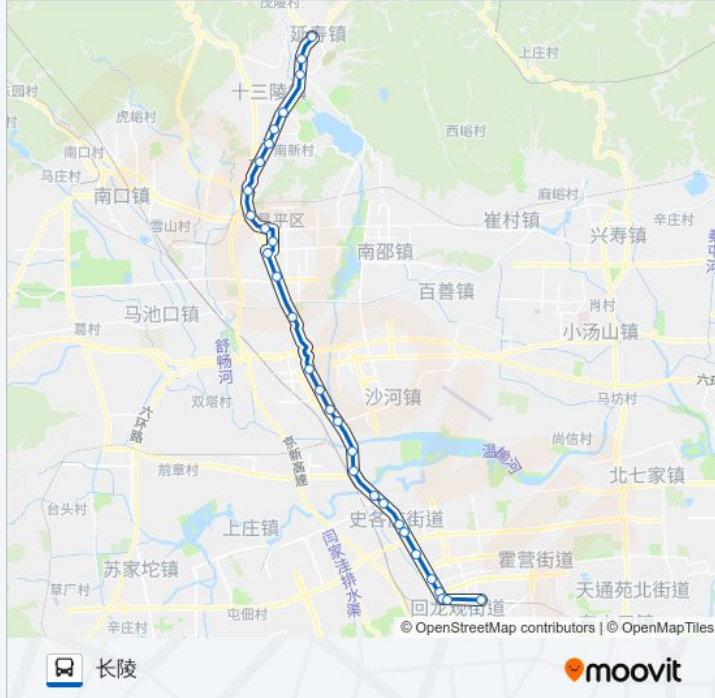 茂陵村
延寿镇
上庄村
十三陵镇
虎峪村
西峪村
南口村
南新村
马庄村
南口镇
麻峪村
崔村镇
辛庄村
雪山村
昌平区
兴寿镇
南邵镇
百善镇
肖村
马池口镇
葛村
小汤山镇
舒畅河
六环
马坊村
双塔村
沙河镇
六环路
京新高速
尚信村
温榆河
前章村
北七家镇
台头村
上庄镇
史各庄街道
闫家洼排水渠
霍营街道
苏家坨镇
天通苑北街道
草厂村
屯佃村
回龙观街道
辛庄村
© OpenStreetMap contributors | © OpenMapTiles
长陵
moovit